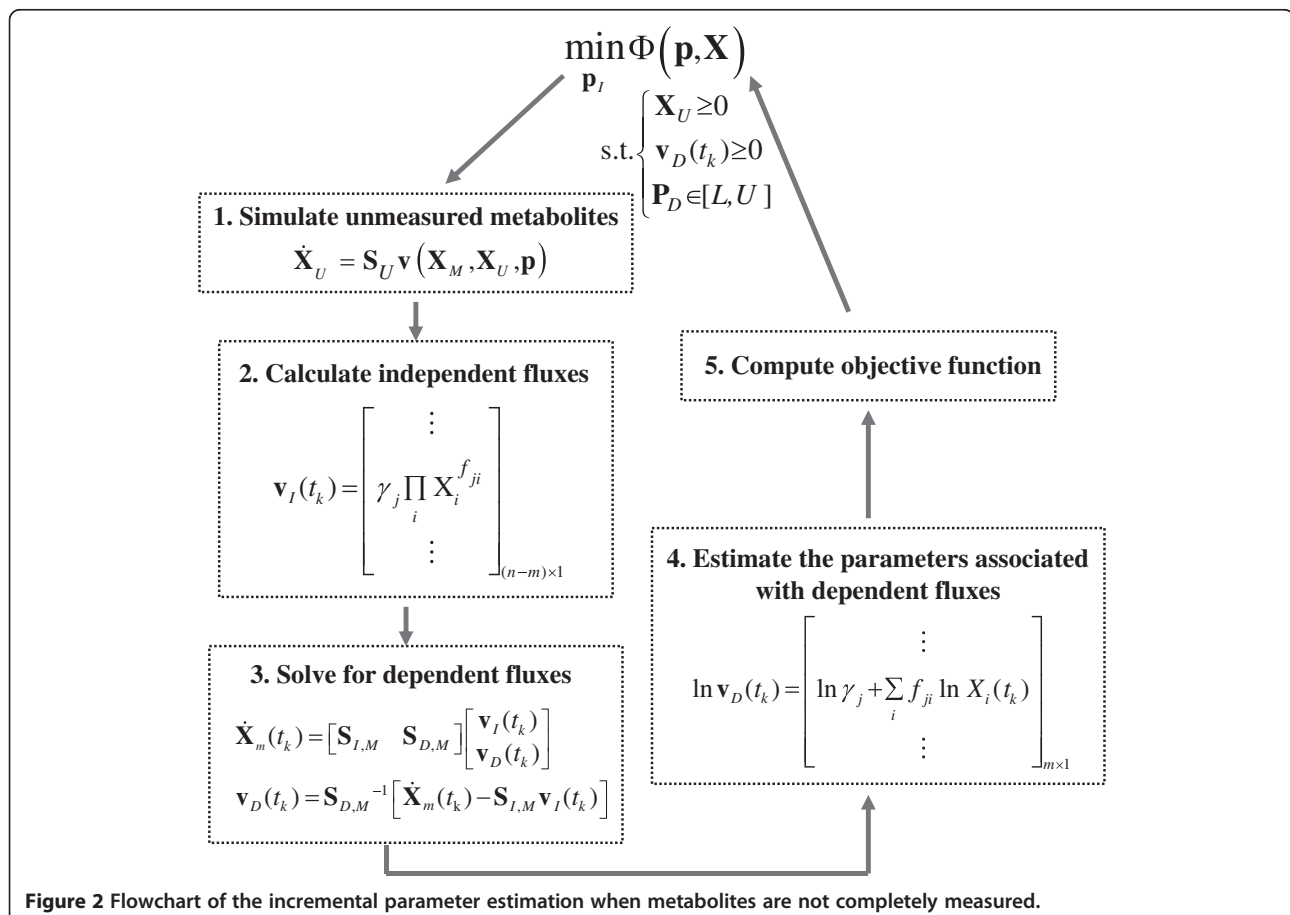 min Φ(p,X)
p_I
s.t. { X_U ≥0
v_D(t_k)≥0
P_D ∈[L,U]
1. Simulate unmeasured metabolites
Ẋ_U = S_U v(X_M,X_U,p)
2. Calculate independent fluxes
v_I(t_k)= [ ⋮
γ_j ∏_i X_i^{f_{ji}}
⋮ ]_{(n−m)×1}
3. Solve for dependent fluxes
Ẋ_m(t_k)=[S_{I,M} S_{D,M}] [ v_I(t_k)
v_D(t_k) ]
v_D(t_k)=S_{D,M}^{-1}[Ẋ_m(t_k)−S_{I,M}v_I(t_k)]
4. Estimate the parameters associated
with dependent fluxes
ln v_D(t_k)= [ ⋮
ln γ_j+∑_i f_{ji} ln X_i(t_k)
⋮ ]_{m×1}
5. Compute objective function
Figure 2 Flowchart of the incremental parameter estimation when metabolites are not completely measured.